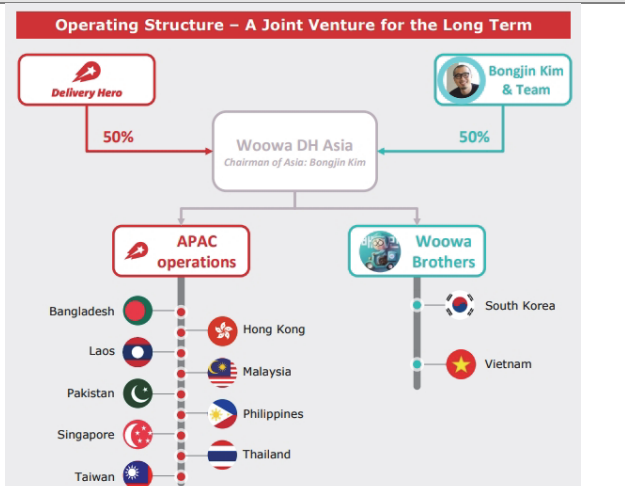 Operating Structure – A Joint Venture for the Long Term
Delivery Hero
Bongjin Kim
& Team
50%
50%
Woowa DH Asia
Chairman of Asia: Bongjin Kim
APAC
operations
Woowa
Brothers
Bangladesh
Hong Kong
Laos
Malaysia
Pakistan
Philippines
Singapore
Thailand
Taiwan
South Korea
Vietnam